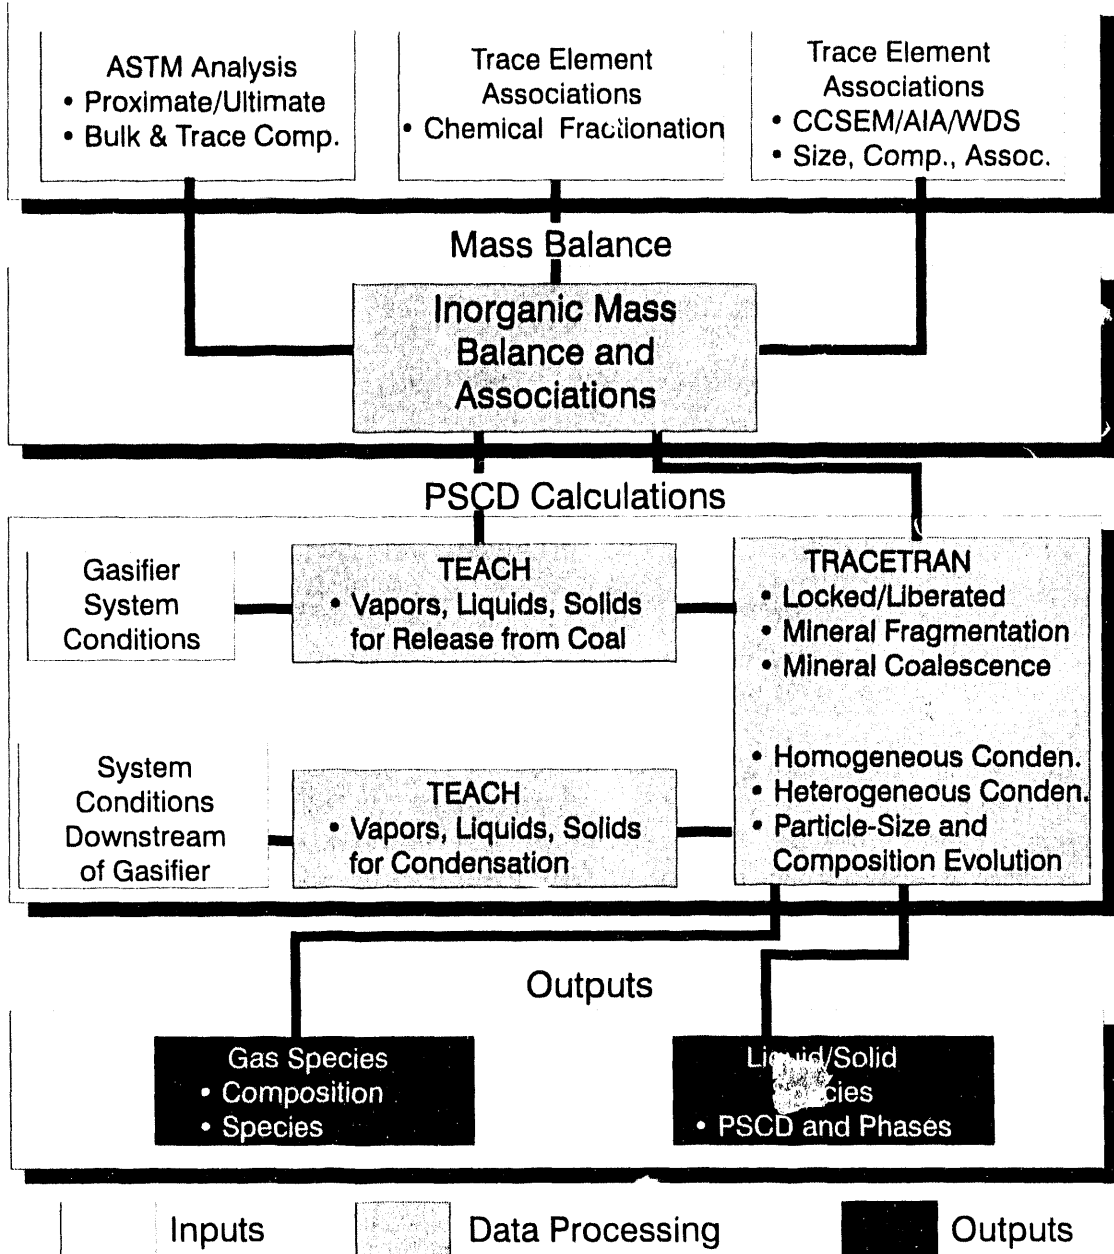 ASTM Analysis
• Proximate/Ultimate
• Bulk & Trace Comp.
Trace Element
Associations
• Chemical Fractionation
Trace Element
Associations
• CCSEM/AIA/WDS
• Size, Comp., Assoc.
Mass Balance
Inorganic Mass
Balance and
Associations
PSCD Calculations
Gasifier
System
Conditions
TEACH
• Vapors, Liquids, Solids
for Release from Coal
TRACETRAN
• Locked/Liberated
• Mineral Fragmentation
• Mineral Coalescence
• Homogeneous Conden.
• Heterogeneous Conden.
• Particle-Size and
Composition Evolution
System
Conditions
Downstream
of Gasifier
TEACH
• Vapors, Liquids, Solids
for Condensation
Outputs
Gas Species
• Composition
• Species
Liquid/Solid
• PSCD and Phases
Inputs
Data Processing
Outputs